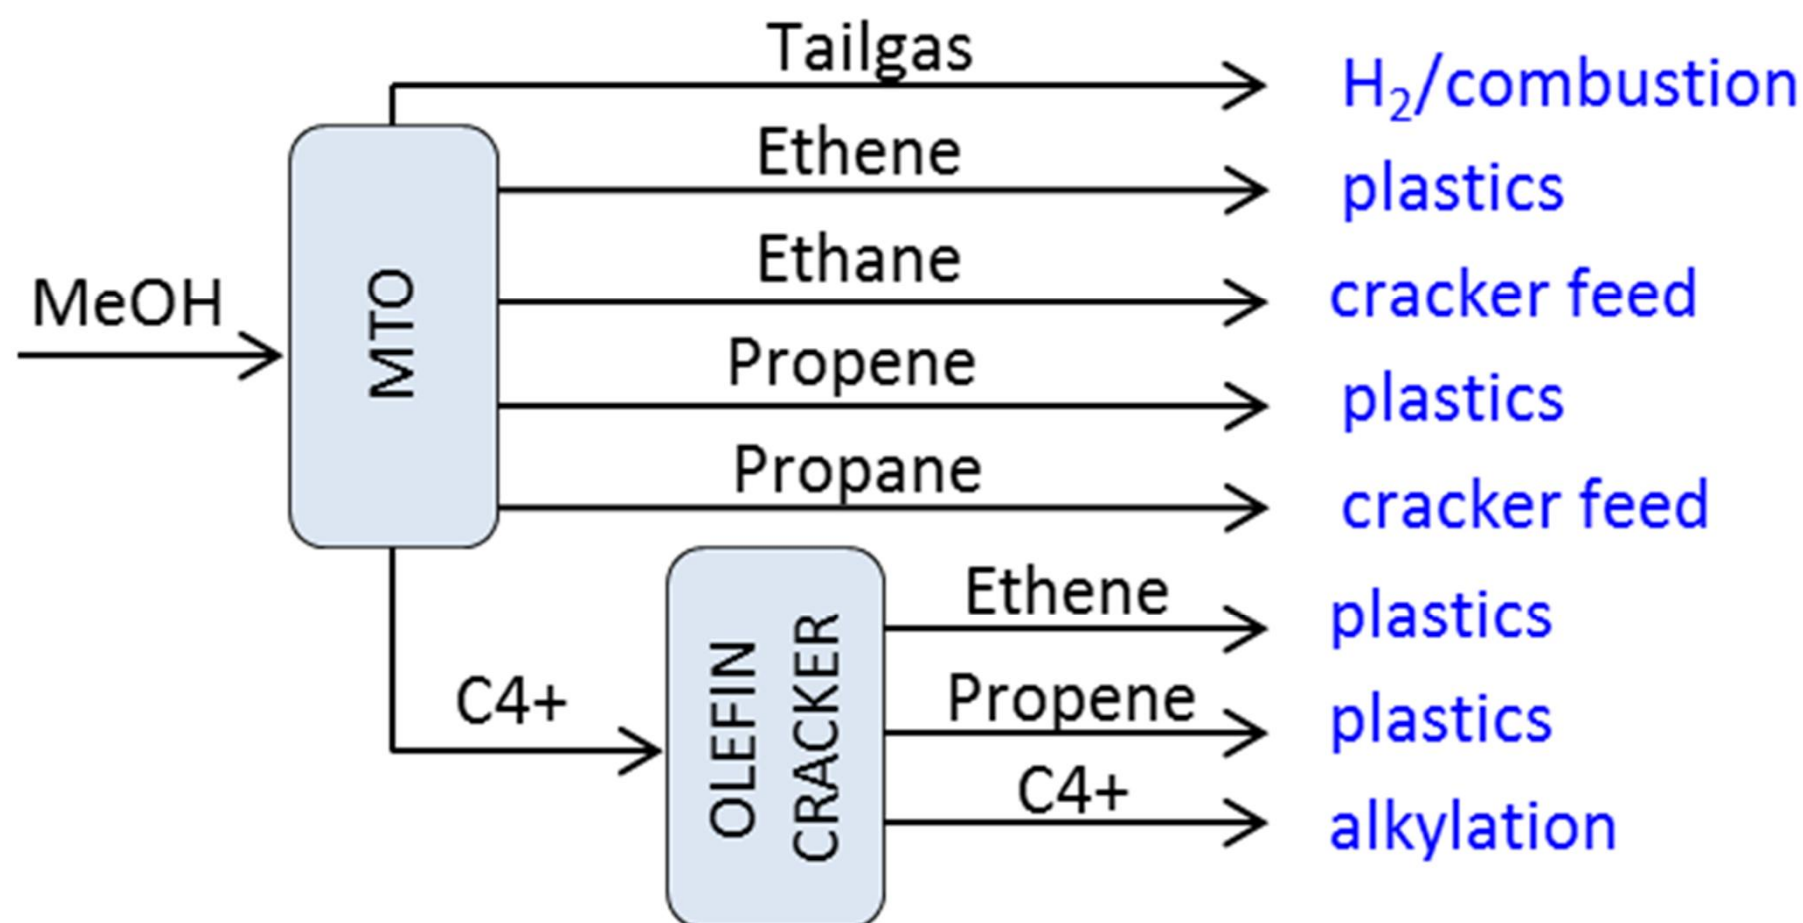 Tailgas
H₂/combustion
Ethene
plastics
Ethane
cracker feed
MeOH
MTO
Propene
plastics
Propane
cracker feed
Ethene
plastics
C4+
OLEFIN
CRACKER
Propene
plastics
C4+
alkylation